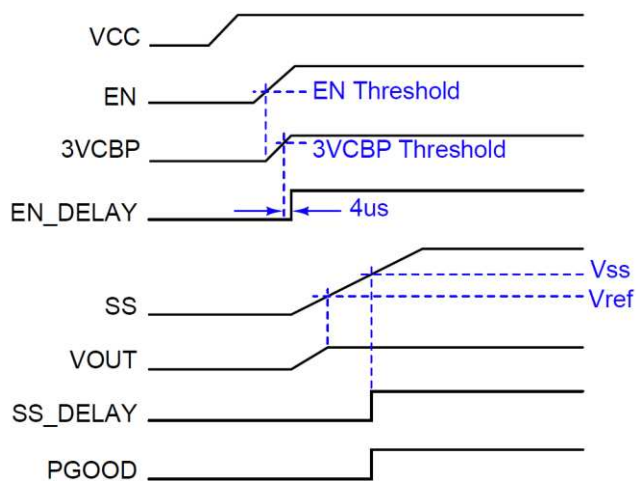 VCC
EN
EN Threshold
3VCBP
3VCBP Threshold
EN_DELAY
4us
Vss
SS
Vref
VOUT
SS_DELAY
PGOOD